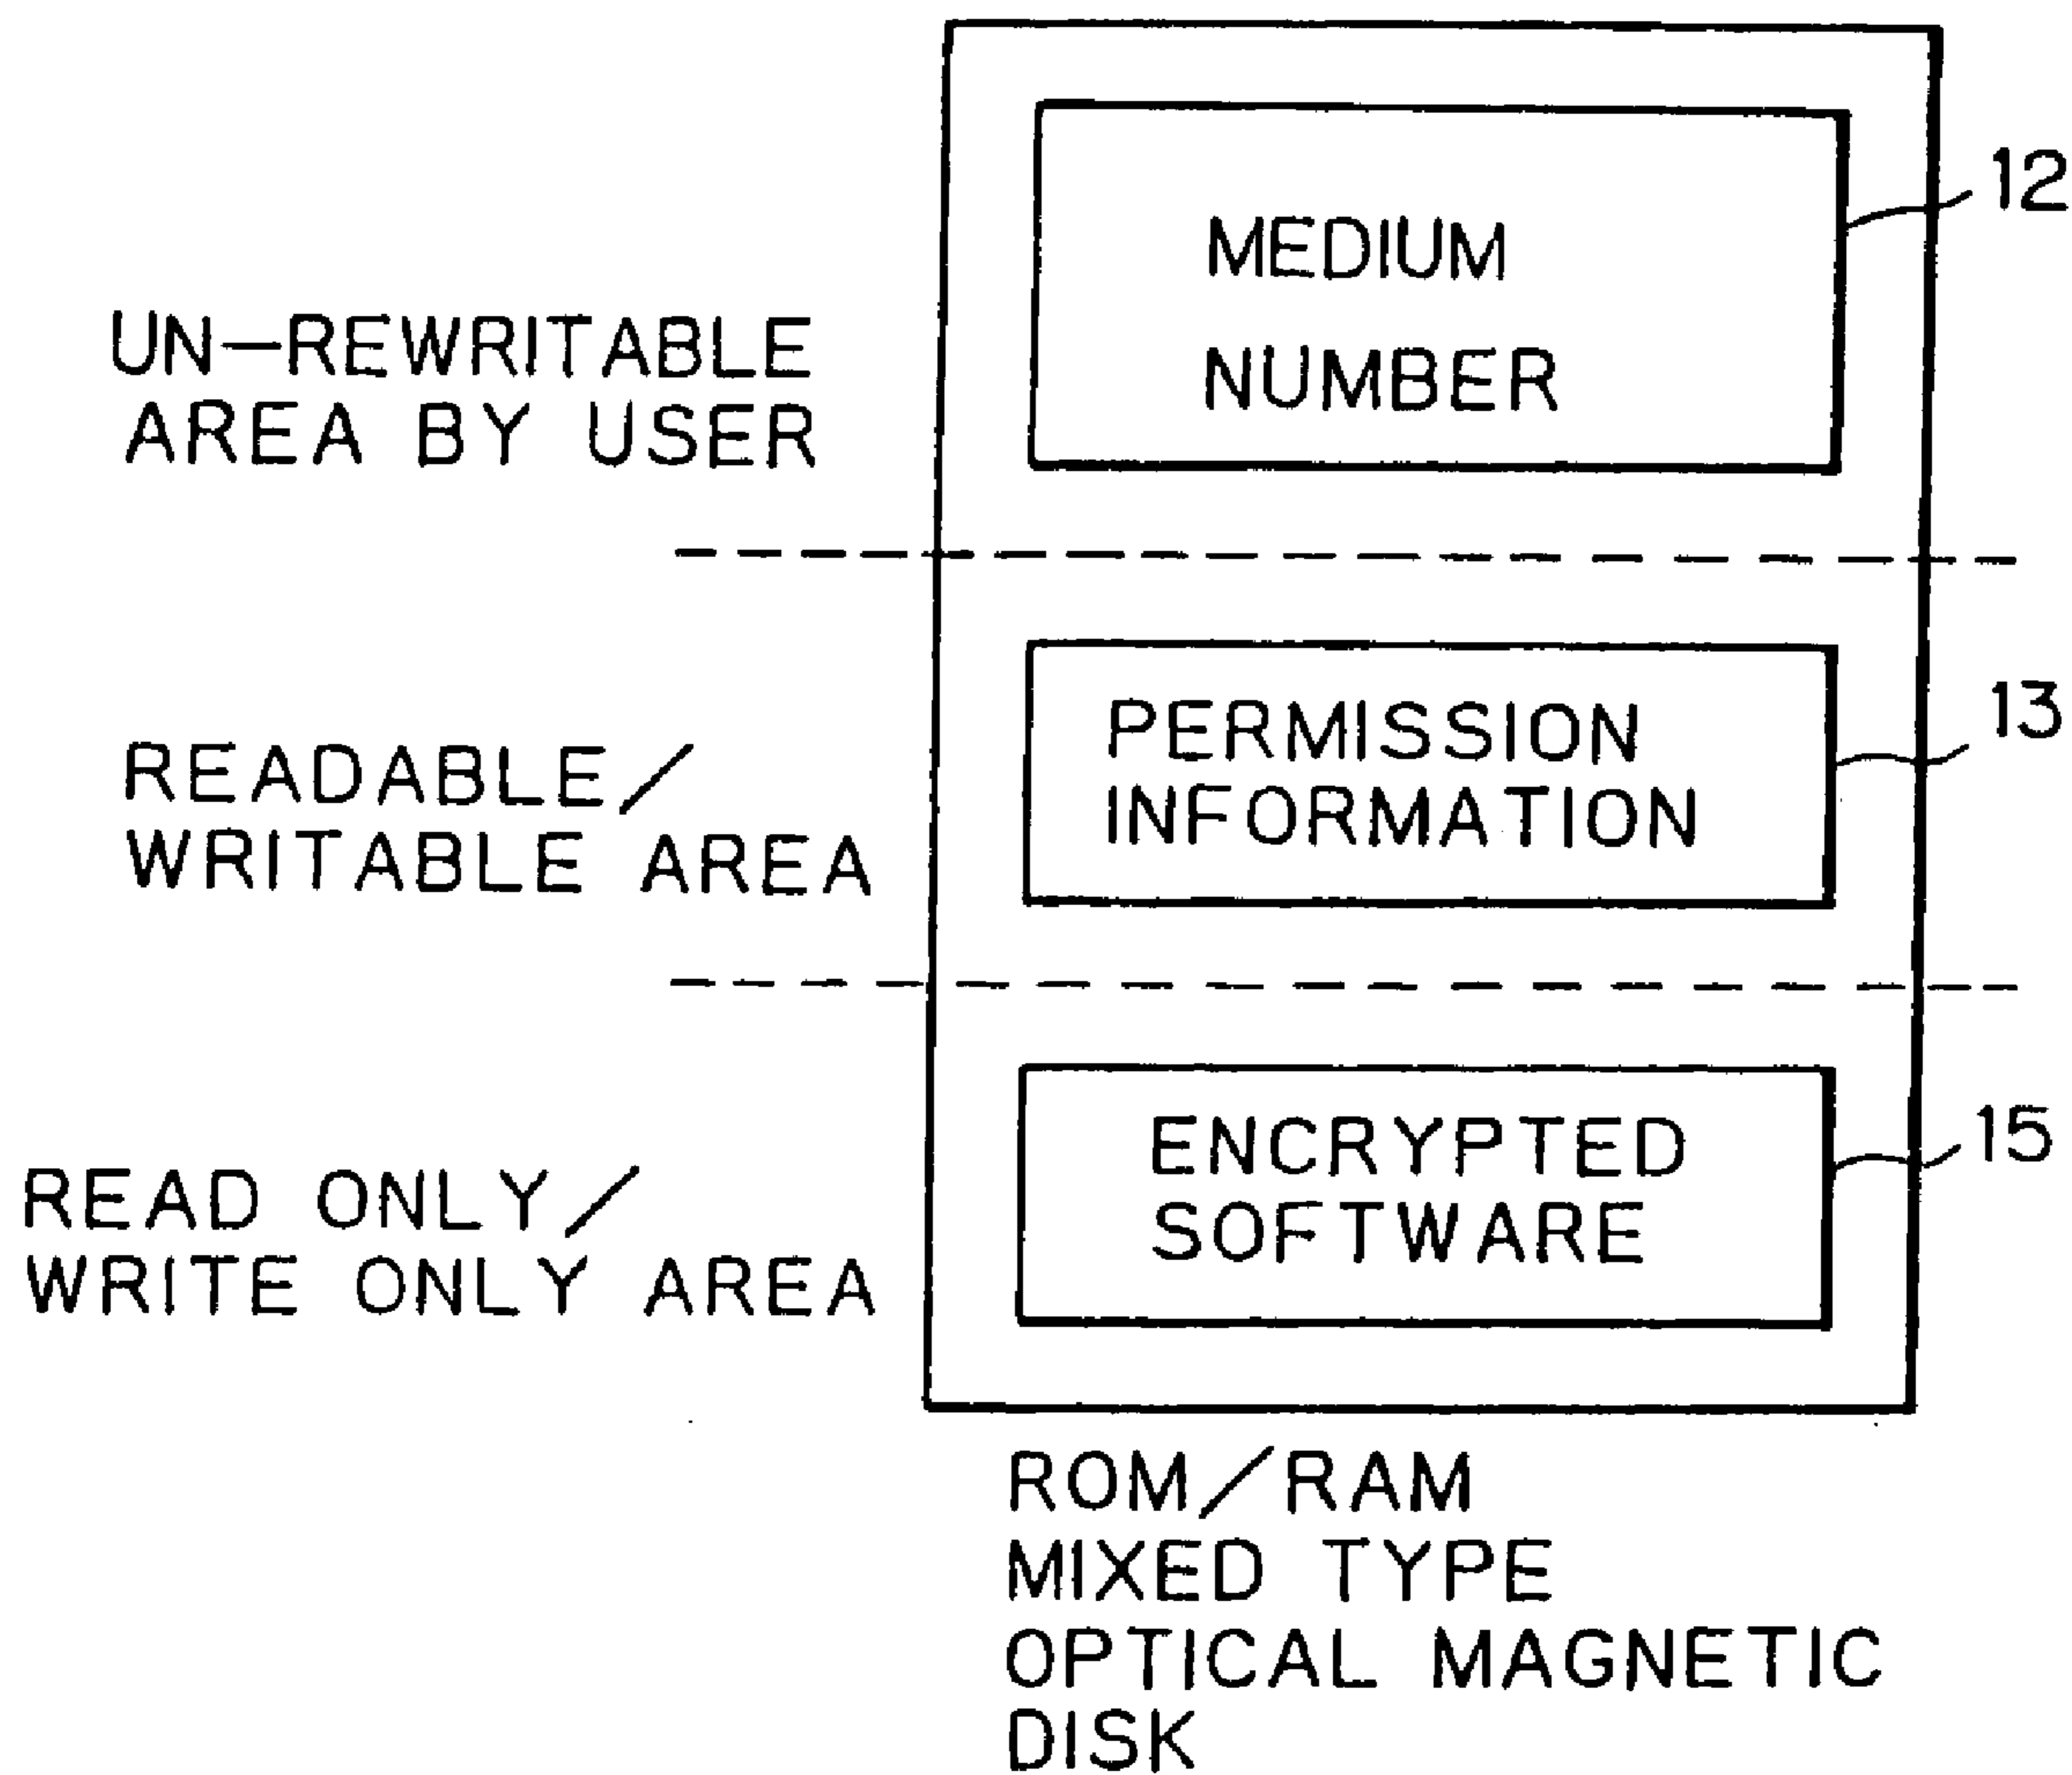 MEDIUM
NUMBER
12
UN-REWRITABLE
AREA BY USER
PERMISSION
INFORMATION
13
READABLE/
WRITABLE AREA
ENCRYPTED
SOFTWARE
15
READ ONLY/
WRITE ONLY AREA
ROM/RAM
MIXED TYPE
OPTICAL MAGNETIC
DISK